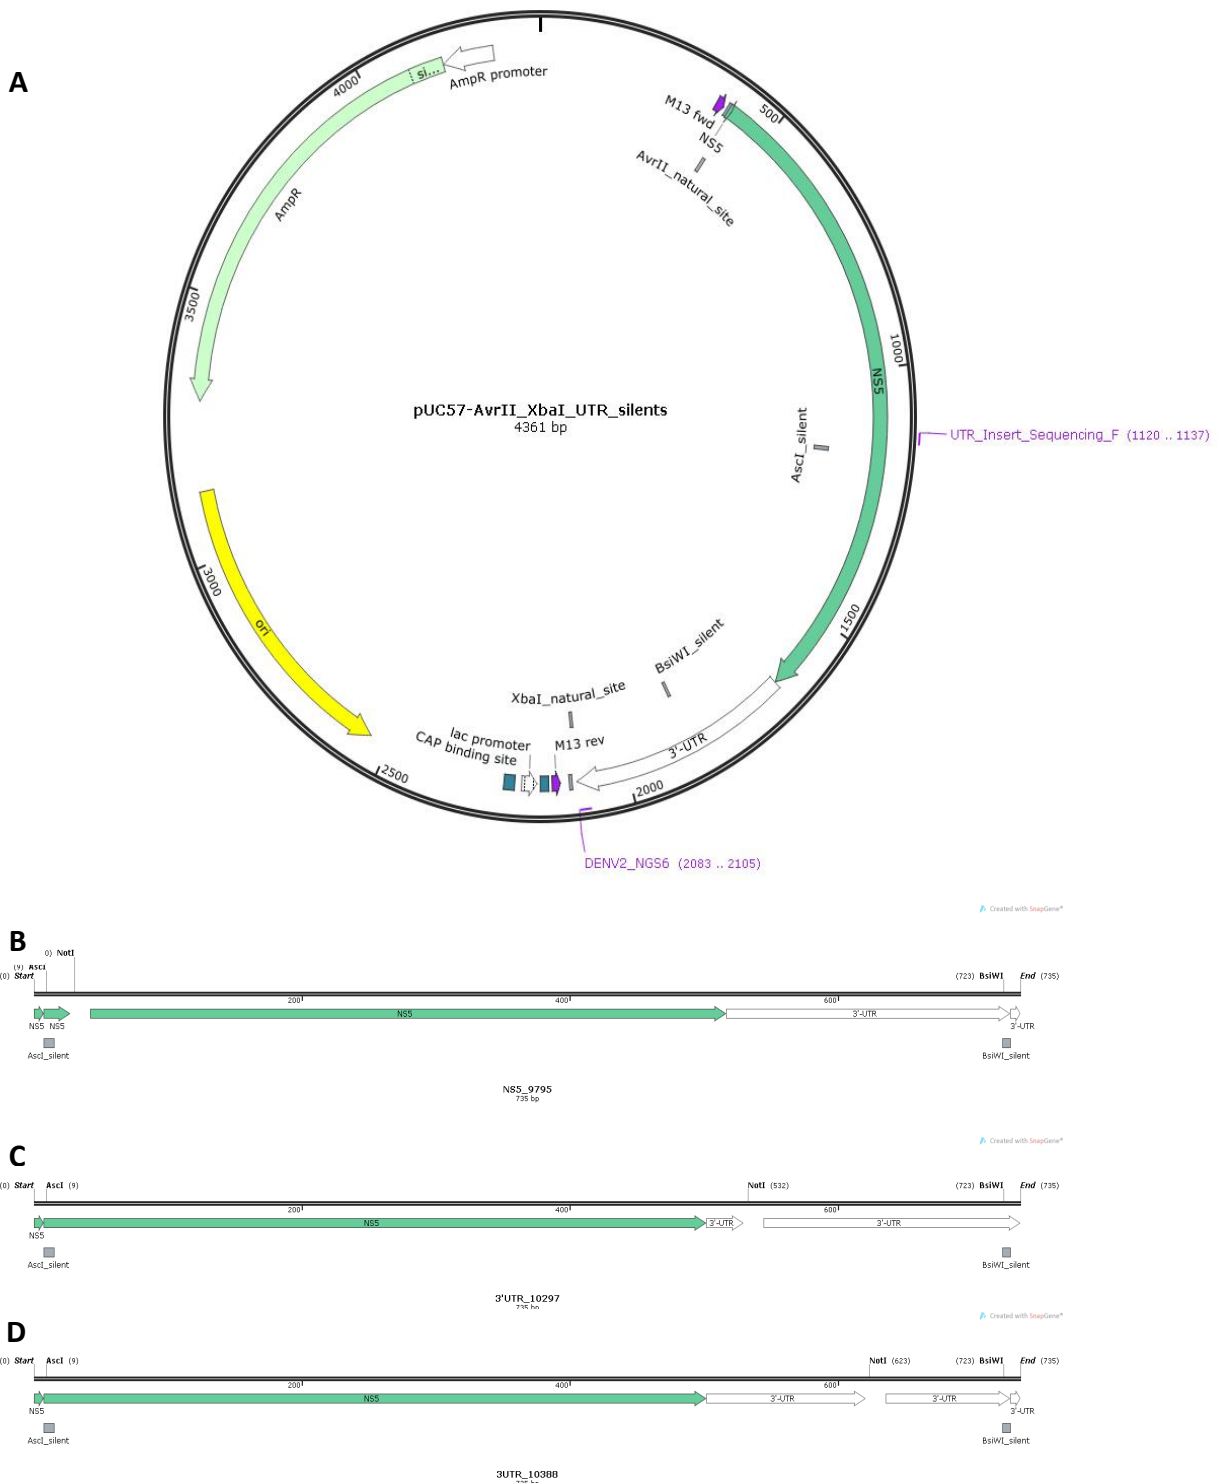 A
AmpR promoter
si...
4000
M13 fwd
500
NS5
AvrII_natural_site
AmpR
3500
1000
NS5
pUC57-AvrII_XbaI_UTR_silents
4361 bp
AscI_silent
UTR_Insert_Sequencing_F (1120 .. 1137)
3000
ori
1500
BsiWI_silent
XbaI_natural_site
lac promoter
CAP binding site
M13 rev
3'-UTR
2500
2000
DENV2_NGS6 (2083 .. 2105)
Created with SnapGene®
B
0) NotI
(9) AscI
(0) Start
(723) BsiWI End (735)
200 400 600
NS5 3'-UTR
NS5 NS5 3'-UTR
AscI_silent BsiWI_silent
NS5_9795
735 bp
Created with SnapGene®
C
(0) Start AscI (9) NotI (532) (723) BsiWI End (735)
200 400 600
NS5 3'-UTR 3'-UTR
NS5
AscI_silent BsiWI_silent
3'UTR_10297
735 bp
Created with SnapGene®
D
(0) Start AscI (9) NotI (623) (723) BsiWI End (735)
200 400 600
NS5 3'-UTR 3'-UTR
NS5 3'-UTR
AscI_silent BsiWI_silent
3UTR_10388
735 bp